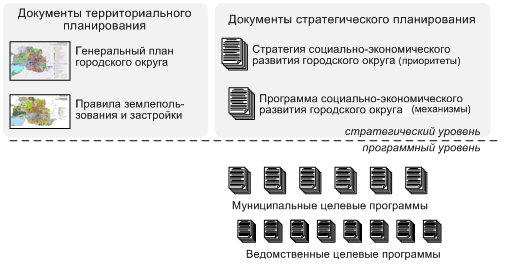 Документы территориального
планирования
Генеральный план
городского округа
Правила землеполь-
зования и застройки
Документы стратегического планирования
Стратегия социально-экономического
развития городского округа (приоритеты)
Программа социально-экономического
развития городского округа (механизмы)
стратегический уровень
программный уровень
Муниципальные целевые программы
Ведомственные целевые программы